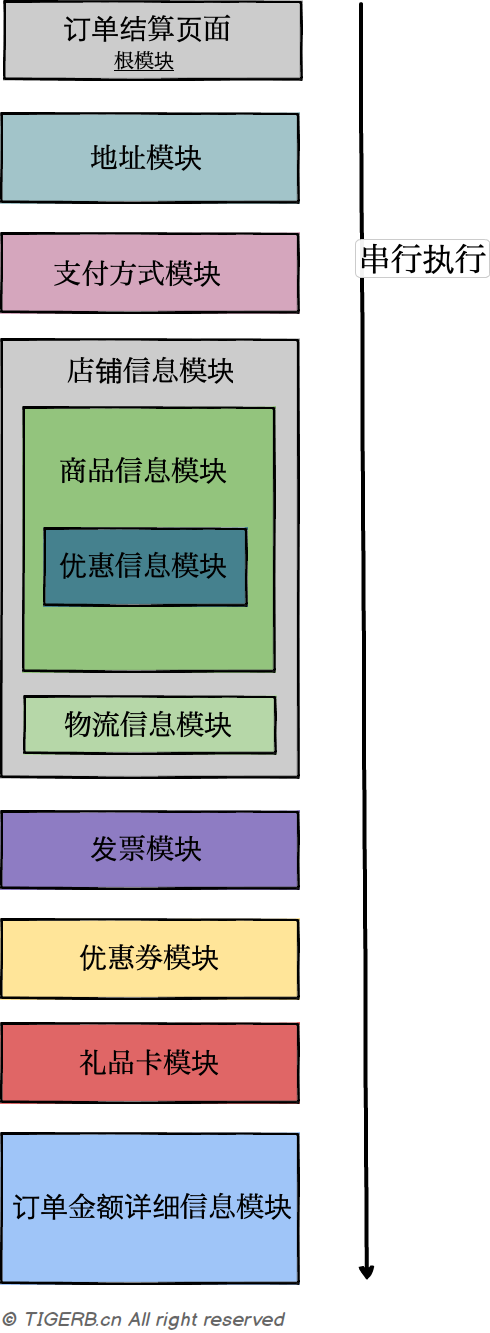 订单结算页面
根模块
地址模块
串行执行
支付方式模块
店铺信息模块
商品信息模块
优惠信息模块
物流信息模块
发票模块
优惠券模块
礼品卡模块
订单金额详细信息模块
© TIGERB.cn All right reserved